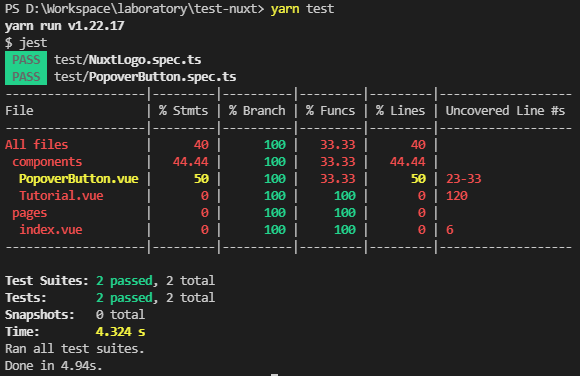 PS D:\Workspace\laboratory\test-nuxt> yarn test
yarn run v1.22.17
$ jest
PASS test/NuxtLogo.spec.ts
PASS test/PopoverButton.spec.ts
--------------------|---------|----------|---------|---------|-------------------
File                | % Stmts | % Branch | % Funcs | % Lines | Uncovered Line #s
--------------------|---------|----------|---------|---------|-------------------
All files           |      40 |      100 |   33.33 |      40 |
 components         |   44.44 |      100 |   33.33 |   44.44 |
  PopoverButton.vue |      50 |      100 |   33.33 |      50 | 23-33
  Tutorial.vue      |       0 |      100 |     100 |       0 | 120
 pages              |       0 |      100 |     100 |       0 |
  index.vue         |       0 |      100 |     100 |       0 | 6
--------------------|---------|----------|---------|---------|-------------------
Test Suites: 2 passed, 2 total
Tests:       2 passed, 2 total
Snapshots:   0 total
Time:        4.324 s
Ran all test suites.
Done in 4.94s.